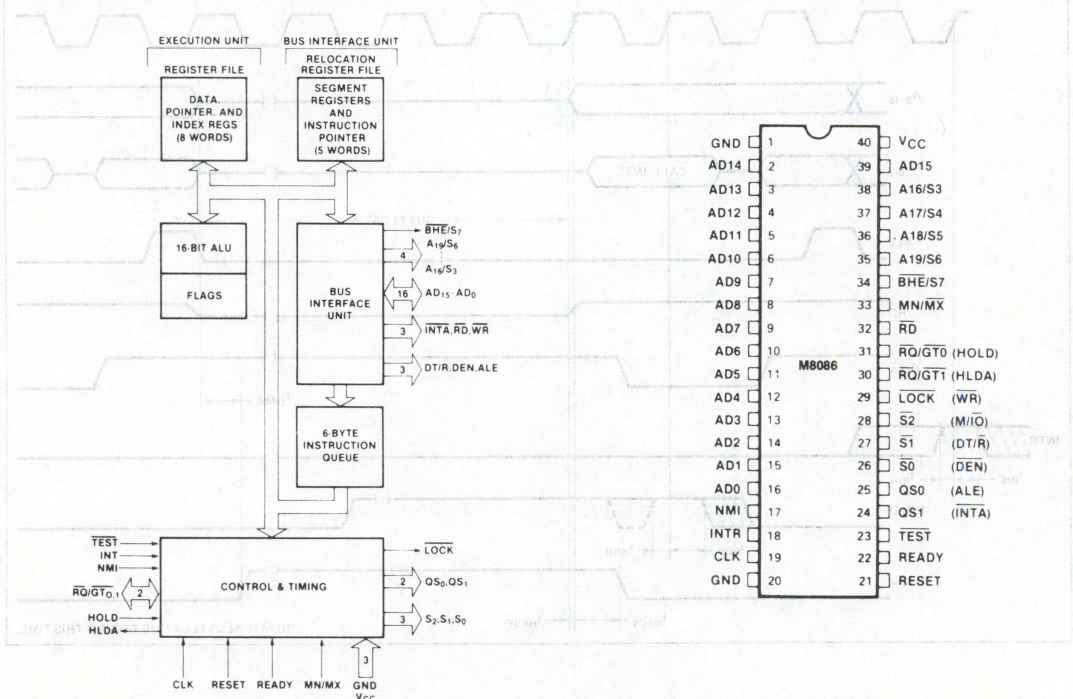 EXECUTION UNIT
BUS INTERFACE UNIT
REGISTER FILE
RELOCATION
REGISTER FILE
DATA,
POINTER, AND
INDEX REGS
(8 WORDS)
SEGMENT
REGISTERS
AND
INSTRUCTION
POINTER
(5 WORDS)
16-BIT ALU
FLAGS
BUS
INTERFACE
UNIT
BHE/S7
4
A19/S6
A16/S3
16
AD15-AD0
3
INTA,RD,WR
3
DT/R,DEN,ALE
6-BYTE
INSTRUCTION
QUEUE
TEST
INT
NMI
RQ/GT0,1
2
HOLD
HLDA
CONTROL & TIMING
LOCK
2
QS0,QS1
3
S2,S1,S0
CLK
RESET
READY
MN/MX
3
GND
VCC
M8086
GND 1
AD14 2
AD13 3
AD12 4
AD11 5
AD10 6
AD9 7
AD8 8
AD7 9
AD6 10
AD5 11
AD4 12
AD3 13
AD2 14
AD1 15
AD0 16
NMI 17
INTR 18
CLK 19
GND 20
40 VCC
39 AD15
38 A16/S3
37 A17/S4
36 A18/S5
35 A19/S6
34 BHE/S7
33 MN/MX
32 RD
31 RQ/GT0 (HOLD)
30 RQ/GT1 (HLDA)
29 LOCK (WR)
28 S2 (M/IO)
27 S1 (DT/R)
26 S0 (DEN)
25 QS0 (ALE)
24 QS1 (INTA)
23 TEST
22 READY
21 RESET